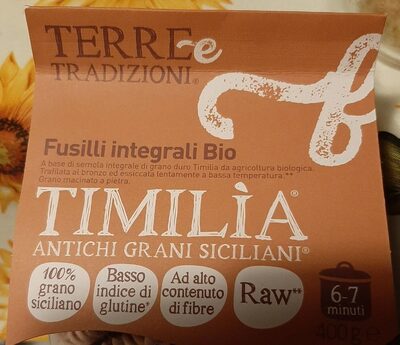 TERRE e
TRADIZIONI®
Fusilli integrali Bio
A base di semola integrale di grano duro Timilia da agricoltura biologica.
Trafilata al bronzo ed essiccata lentamente a bassa temperatura.**
Grano macinato a pietra.
TIMILÌA®
ANTICHI GRANI SICILIANI®
100%
grano
siciliano
Basso
indice di
glutine*
Ad alto
contenuto
di fibre
Raw**
6-7
minuti
400 g e